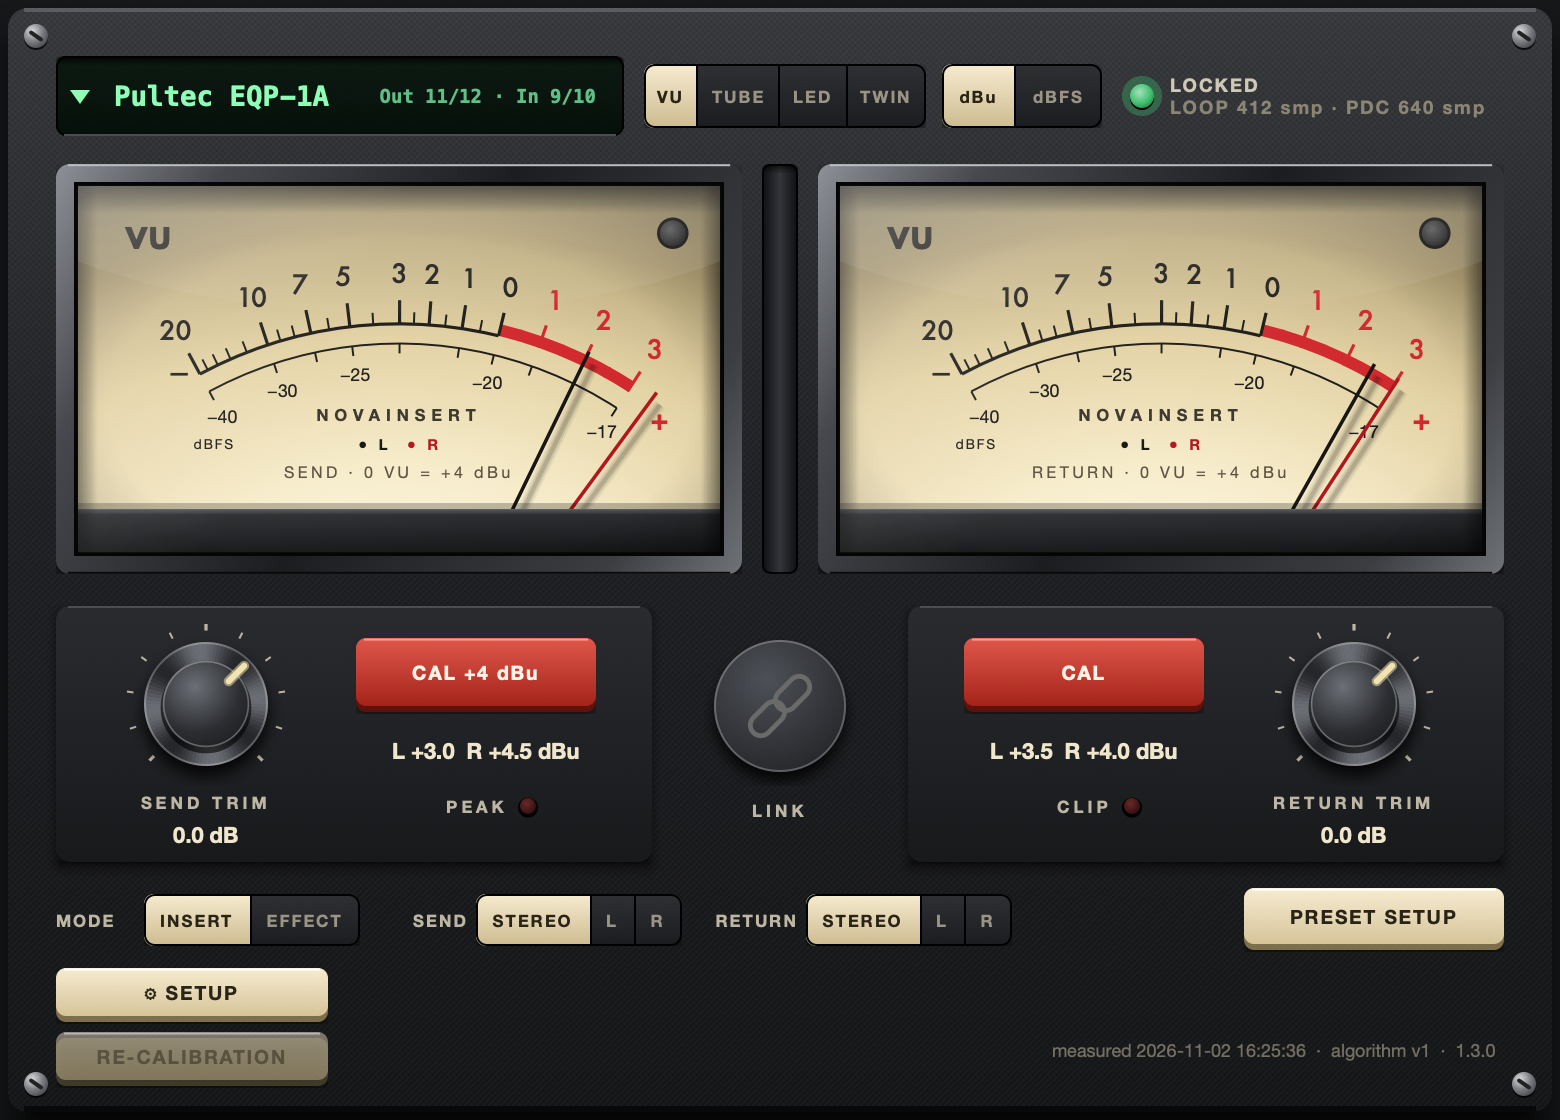 Pultec EQP-1A Out 11/12 · In 9/10
VU TUBE LED TWIN
dBu dBFS
LOCKED
LOOP 412 smp · PDC 640 smp
VU
20 10 7 5 3 2 1 0 1 2 3
− +
−40 −30 −25 −20 −17
dBFS
NOVAINSERT
• L • R
SEND · 0 VU = +4 dBu
VU
20 10 7 5 3 2 1 0 1 2 3
− +
−40 −30 −25 −20 −17
dBFS
NOVAINSERT
• L • R
RETURN · 0 VU = +4 dBu
SEND TRIM
0.0 dB
CAL +4 dBu
L +3.0 R +4.5 dBu
PEAK
LINK
CAL
L +3.5 R +4.0 dBu
CLIP
RETURN TRIM
0.0 dB
MODE INSERT EFFECT
SEND STEREO L R
RETURN STEREO L R
PRESET SETUP
⚙ SETUP
RE-CALIBRATION
measured 2026-11-02 16:25:36 · algorithm v1 · 1.3.0